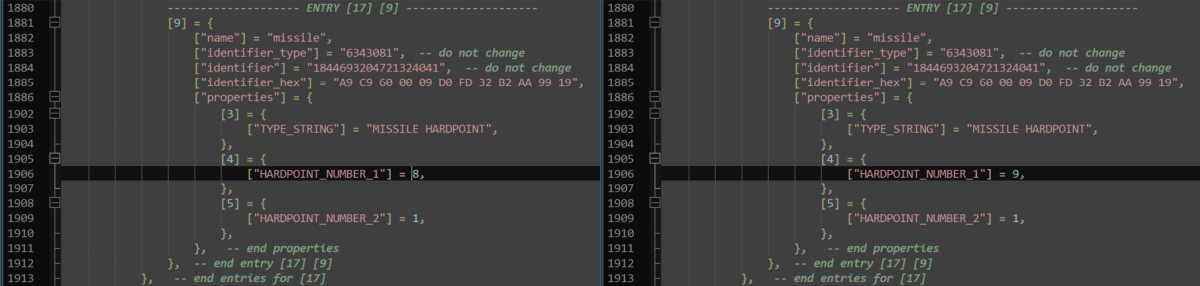 1880 ------------------- ENTRY [17] [9] -------------------
1881 [9] = {
1882 ["name"] = "missile",
1883 ["identifier_type"] = "6343081", -- do not change
1884 ["identifier"] = "1844693204721324041", -- do not change
1885 ["identifier_hex"] = "A9 C9 60 00 09 D0 FD 32 B2 AA 99 19",
1886 ["properties"] = {
1902 [3] = {
1903 ["TYPE_STRING"] = "MISSILE HARDPOINT",
1904 },
1905 [4] = {
1906 ["HARDPOINT_NUMBER_1"] = 8,
1907 },
1908 [5] = {
1909 ["HARDPOINT_NUMBER_2"] = 1,
1910 },
1911 }, -- end properties
1912 }, -- end entry [17] [9]
1913 }, -- end entries for [17]
1880 ------------------- ENTRY [17] [9] -------------------
1881 [9] = {
1882 ["name"] = "missile",
1883 ["identifier_type"] = "6343081", -- do not change
1884 ["identifier"] = "1844693204721324041", -- do not change
1885 ["identifier_hex"] = "A9 C9 60 00 09 D0 FD 32 B2 AA 99 19",
1886 ["properties"] = {
1902 [3] = {
1903 ["TYPE_STRING"] = "MISSILE HARDPOINT",
1904 },
1905 [4] = {
1906 ["HARDPOINT_NUMBER_1"] = 9,
1907 },
1908 [5] = {
1909 ["HARDPOINT_NUMBER_2"] = 1,
1910 },
1911 }, -- end properties
1912 }, -- end entry [17] [9]
1913 }, -- end entries for [17]